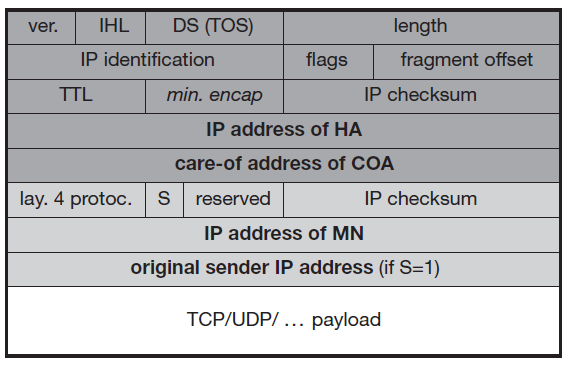 ver. IHL DS (TOS) length
IP identification flags fragment offset
TTL min. encap IP checksum
IP address of HA
care-of address of COA
lay. 4 protoc. S reserved IP checksum
IP address of MN
original sender IP address (if S=1)
TCP/UDP/ ... payload